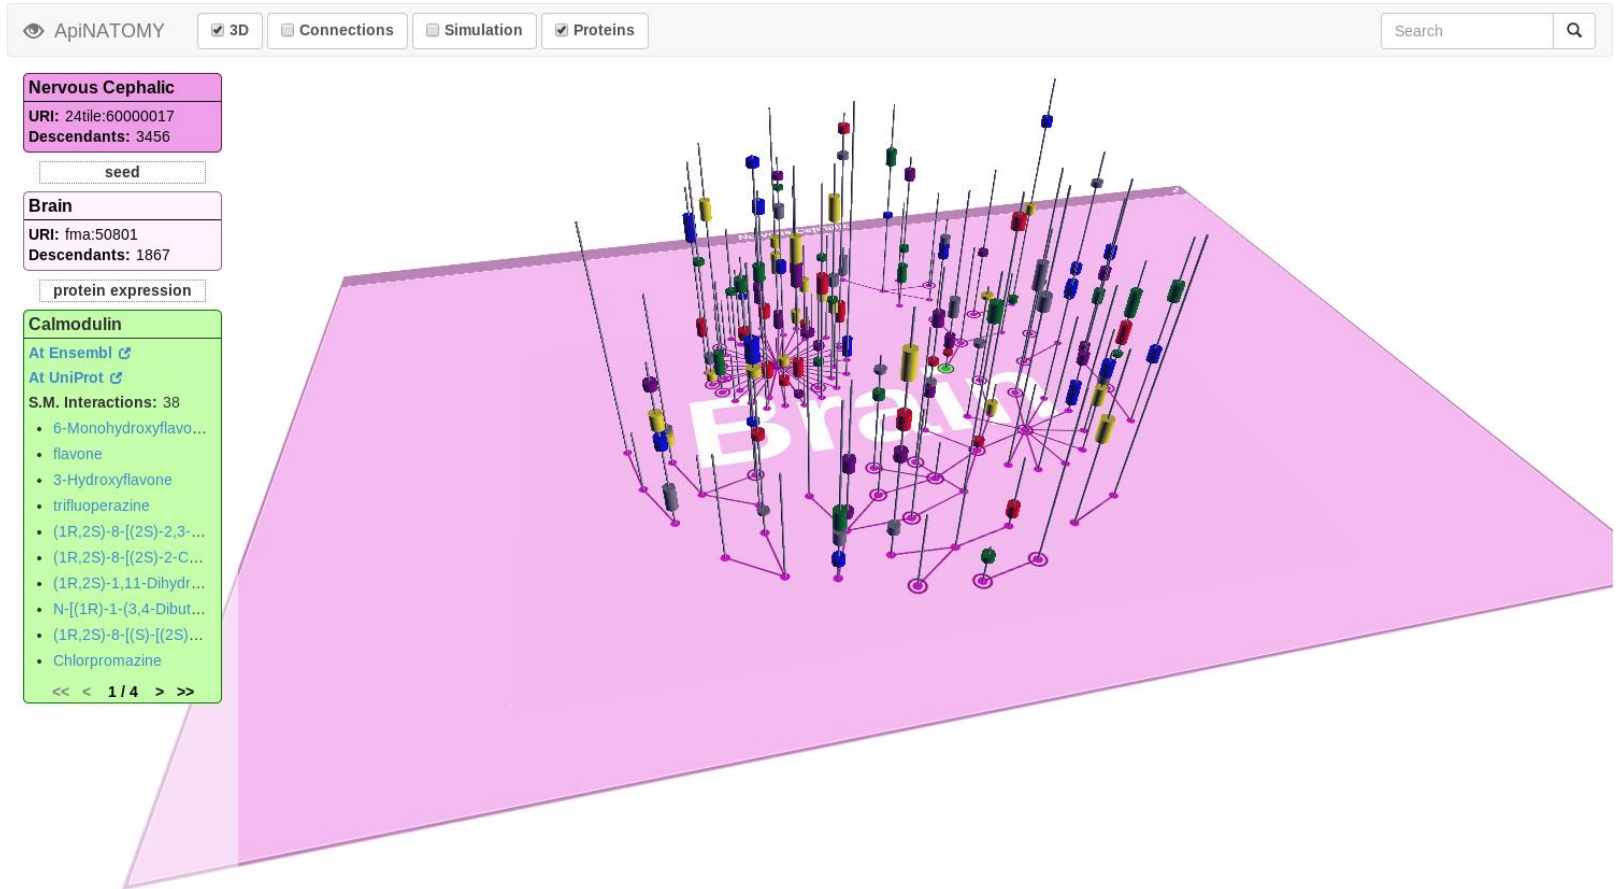 ApiNATOMY
3D
Connections
Simulation
Proteins
Search
Nervous Cephalic
URI: 24tile:60000017
Descendants: 3456
seed
Brain
URI: fma:50801
Descendants: 1867
protein expression
Calmodulin
At Ensembl
At UniProt
S.M. Interactions: 38
• 6-Monohydroxyflavo...
• flavone
• 3-Hydroxyflavone
• trifluoperazine
• (1R,2S)-8-[(2S)-2,3-...
• (1R,2S)-8-[(2S)-2-C...
• (1R,2S)-1,11-Dihydr...
• N-[(1R)-1-(3,4-Dibut...
• (1R,2S)-8-[(S)-[(2S)...
• Chlorpromazine
<< < 1 / 4 > >>
Nervous Cephalic
Brain